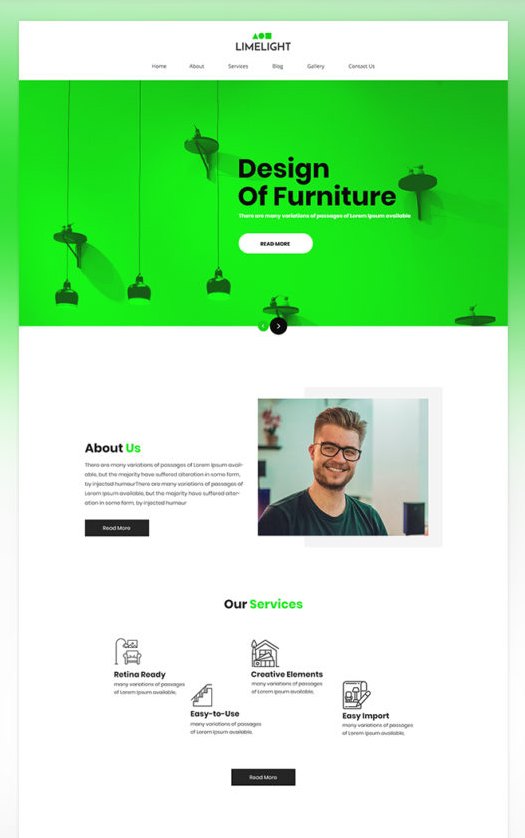 LIMELIGHT
Home About Services Blog Gallery Contact Us
Design
Of Furniture
There are many variations of passages of Lorem Ipsum available
READ MORE
About Us
There are many variations of passages of Lorem Ipsum avail-
able, but the majority have suffered alteration in some form,
by injected humourThere are many variations of passages of
Lorem Ipsum available, but the majority have suffered alter-
ation in some form, by injected humour
Read More
Our Services
Retina Ready
many variations of passages
of Lorem Ipsum available,
Easy-to-Use
many variations of passages
of Lorem Ipsum available.
Creative Elements
many variations of passages
of Lorem Ipsum available,
Easy Import
many variations of passages
of Lorem Ipsum available.
Read More